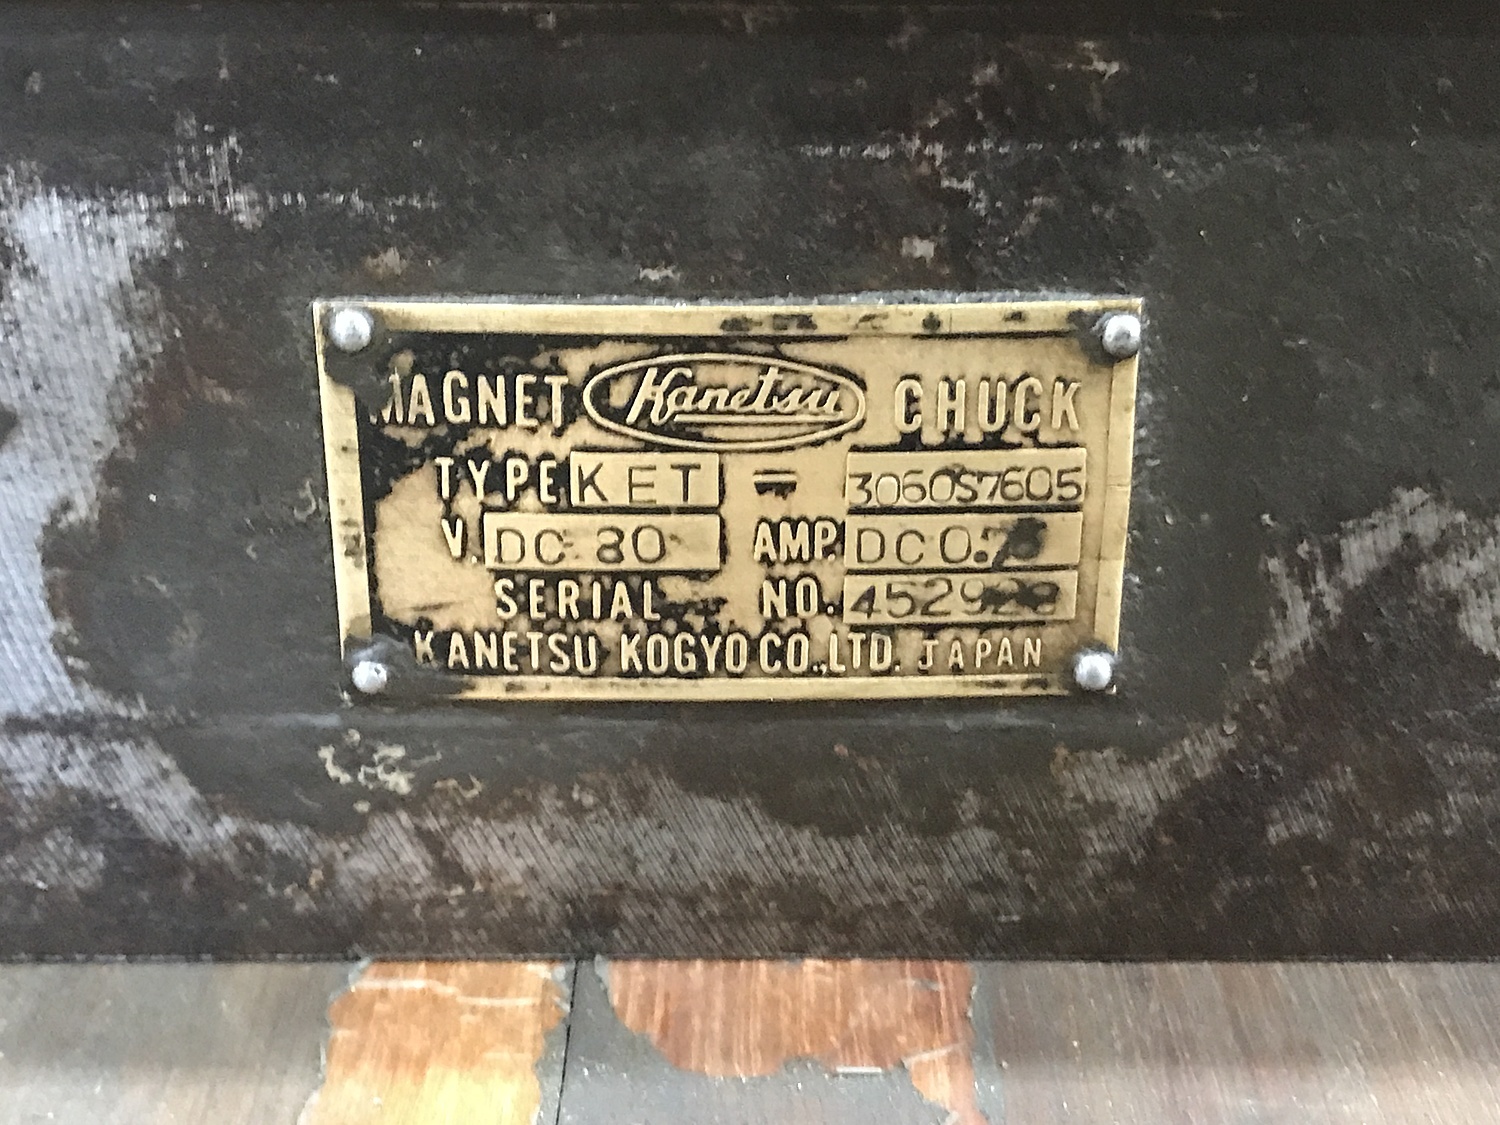 MAGNET Kanetsu CHUCK
TYPE KET = 3060S7605
V. DC 80 AMP. DC
SERIAL NO.
KANETSU KOGYO CO., LTD. JAPAN